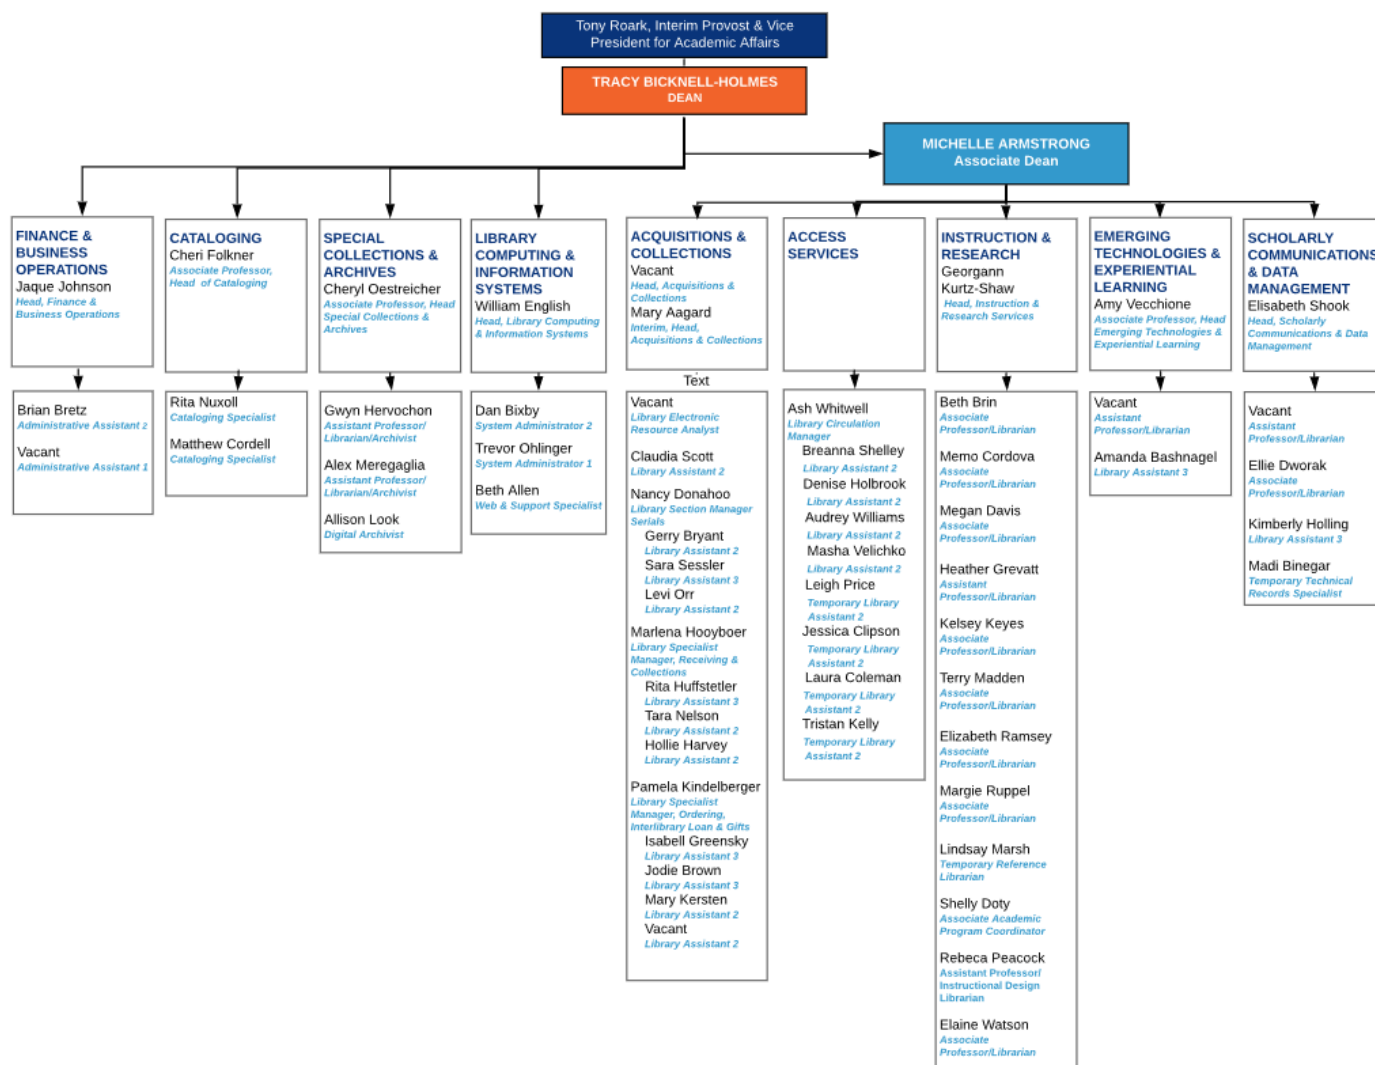 Tony Roark, Interim Provost & Vice
President for Academic Affairs
TRACY BICKNELL-HOLMES
DEAN
MICHELLE ARMSTRONG
Associate Dean
FINANCE &
BUSINESS
OPERATIONS
Jaque Johnson
Head, Finance &
Business Operations
Brian Bretz
Administrative Assistant 2
Vacant
Administrative Assistant 1
CATALOGING
Cheri Folkner
Associate Professor,
Head of Cataloging
Rita Nuxoll
Cataloging Specialist
Matthew Cordell
Cataloging Specialist
SPECIAL
COLLECTIONS &
ARCHIVES
Cheryl Oestreicher
Associate Professor, Head
Special Collections &
Archives
Gwyn Hervochon
Assistant Professor/
Librarian/Archivist
Alex Meregaglia
Assistant Professor/
Librarian/Archivist
Allison Look
Digital Archivist
LIBRARY
COMPUTING &
INFORMATION
SYSTEMS
William English
Head, Library Computing
& Information Systems
Dan Bixby
System Administrator 2
Trevor Ohlinger
System Administrator 1
Beth Allen
Web & Support Specialist
ACQUISITIONS &
COLLECTIONS
Vacant
Head, Acquisitions &
Collections
Mary Aagard
Interim, Head,
Acquisitions & Collections
Text
Vacant
Library Electronic
Resource Analyst
Claudia Scott
Library Assistant 2
Nancy Donahoo
Library Section Manager
Serials
Gerry Bryant
Library Assistant 2
Sara Sessler
Library Assistant 3
Levi Orr
Library Assistant 2
Marlena Hooyboer
Library Specialist
Manager, Receiving &
Collections
Rita Huffstetler
Library Assistant 3
Tara Nelson
Library Assistant 2
Hollie Harvey
Library Assistant 2
Pamela Kindelberger
Library Specialist
Manager, Ordering,
Interlibrary Loan & Gifts
Isabell Greensky
Library Assistant 3
Jodie Brown
Library Assistant 3
Mary Kersten
Library Assistant 2
Vacant
Library Assistant 2
ACCESS
SERVICES
Ash Whitwell
Library Circulation
Manager
Breanna Shelley
Library Assistant 2
Denise Holbrook
Library Assistant 2
Audrey Williams
Library Assistant 2
Masha Velichko
Library Assistant 2
Leigh Price
Temporary Library
Assistant 2
Jessica Clipson
Temporary Library
Assistant 2
Laura Coleman
Temporary Library
Assistant 2
Tristan Kelly
Temporary Library
Assistant 2
INSTRUCTION &
RESEARCH
Georgann
Kurtz-Shaw
Head, Instruction &
Research Services
Beth Brin
Associate
Professor/Librarian
Memo Cordova
Associate
Professor/Librarian
Megan Davis
Associate
Professor/Librarian
Heather Grevatt
Assistant
Professor/Librarian
Kelsey Keyes
Associate
Professor/Librarian
Terry Madden
Associate
Professor/Librarian
Elizabeth Ramsey
Associate
Professor/Librarian
Margie Ruppel
Associate
Professor/Librarian
Lindsay Marsh
Temporary Reference
Librarian
Shelly Doty
Associate Academic
Program Coordinator
Rebeca Peacock
Assistant Professor/
Instructional Design
Librarian
Elaine Watson
Associate
Professor/Librarian
EMERGING
TECHNOLOGIES &
EXPERIENTIAL
LEARNING
Amy Vecchione
Associate Professor, Head
Emerging Technologies &
Experiential Learning
Vacant
Assistant
Professor/Librarian
Amanda Bashnagel
Library Assistant 3
SCHOLARLY
COMMUNICATIONS
& DATA
MANAGEMENT
Elisabeth Shook
Head, Scholarly
Communications & Data
Management
Vacant
Assistant
Professor/Librarian
Ellie Dworak
Associate
Professor/Librarian
Kimberly Holling
Library Assistant 3
Madi Binegar
Temporary Technical
Records Specialist